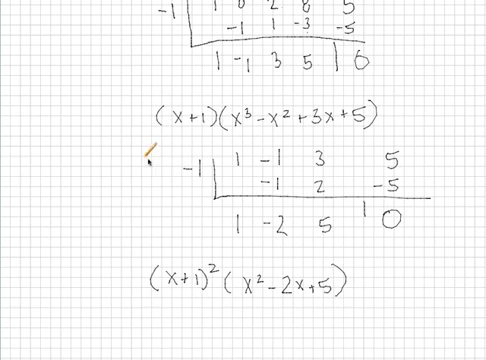 -1 | 1 0 2 8 5
-1 1 -3 -5
1 -1 3 5 | 0
(x+1)(x³-x²+3x+5)
-1 | 1 -1 3 5
-1 2 -5
1 -2 5 | 0
(x+1)²(x²-2x+5)